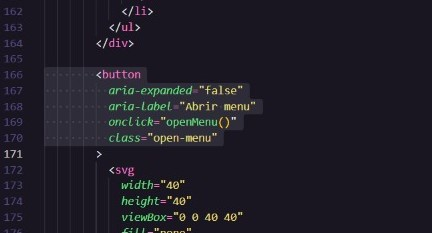 162 </li>
163 </ul>
164 </div>
165
166 <button
167 aria-expanded="false"
168 aria-label="Abrir menu"
169 onclick="openMenu()"
170 class="open-menu"
171 >
172 <svg
173 width="40"
174 height="40"
175 viewBox="0 0 40 40"
176 fill="none"